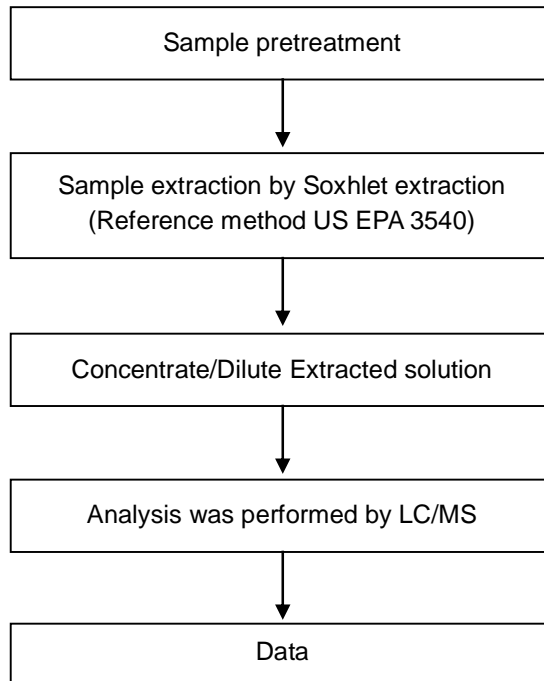 Sample pretreatment
Sample extraction by Soxhlet extraction
(Reference method US EPA 3540)
Concentrate/Dilute Extracted solution
Analysis was performed by LC/MS
Data